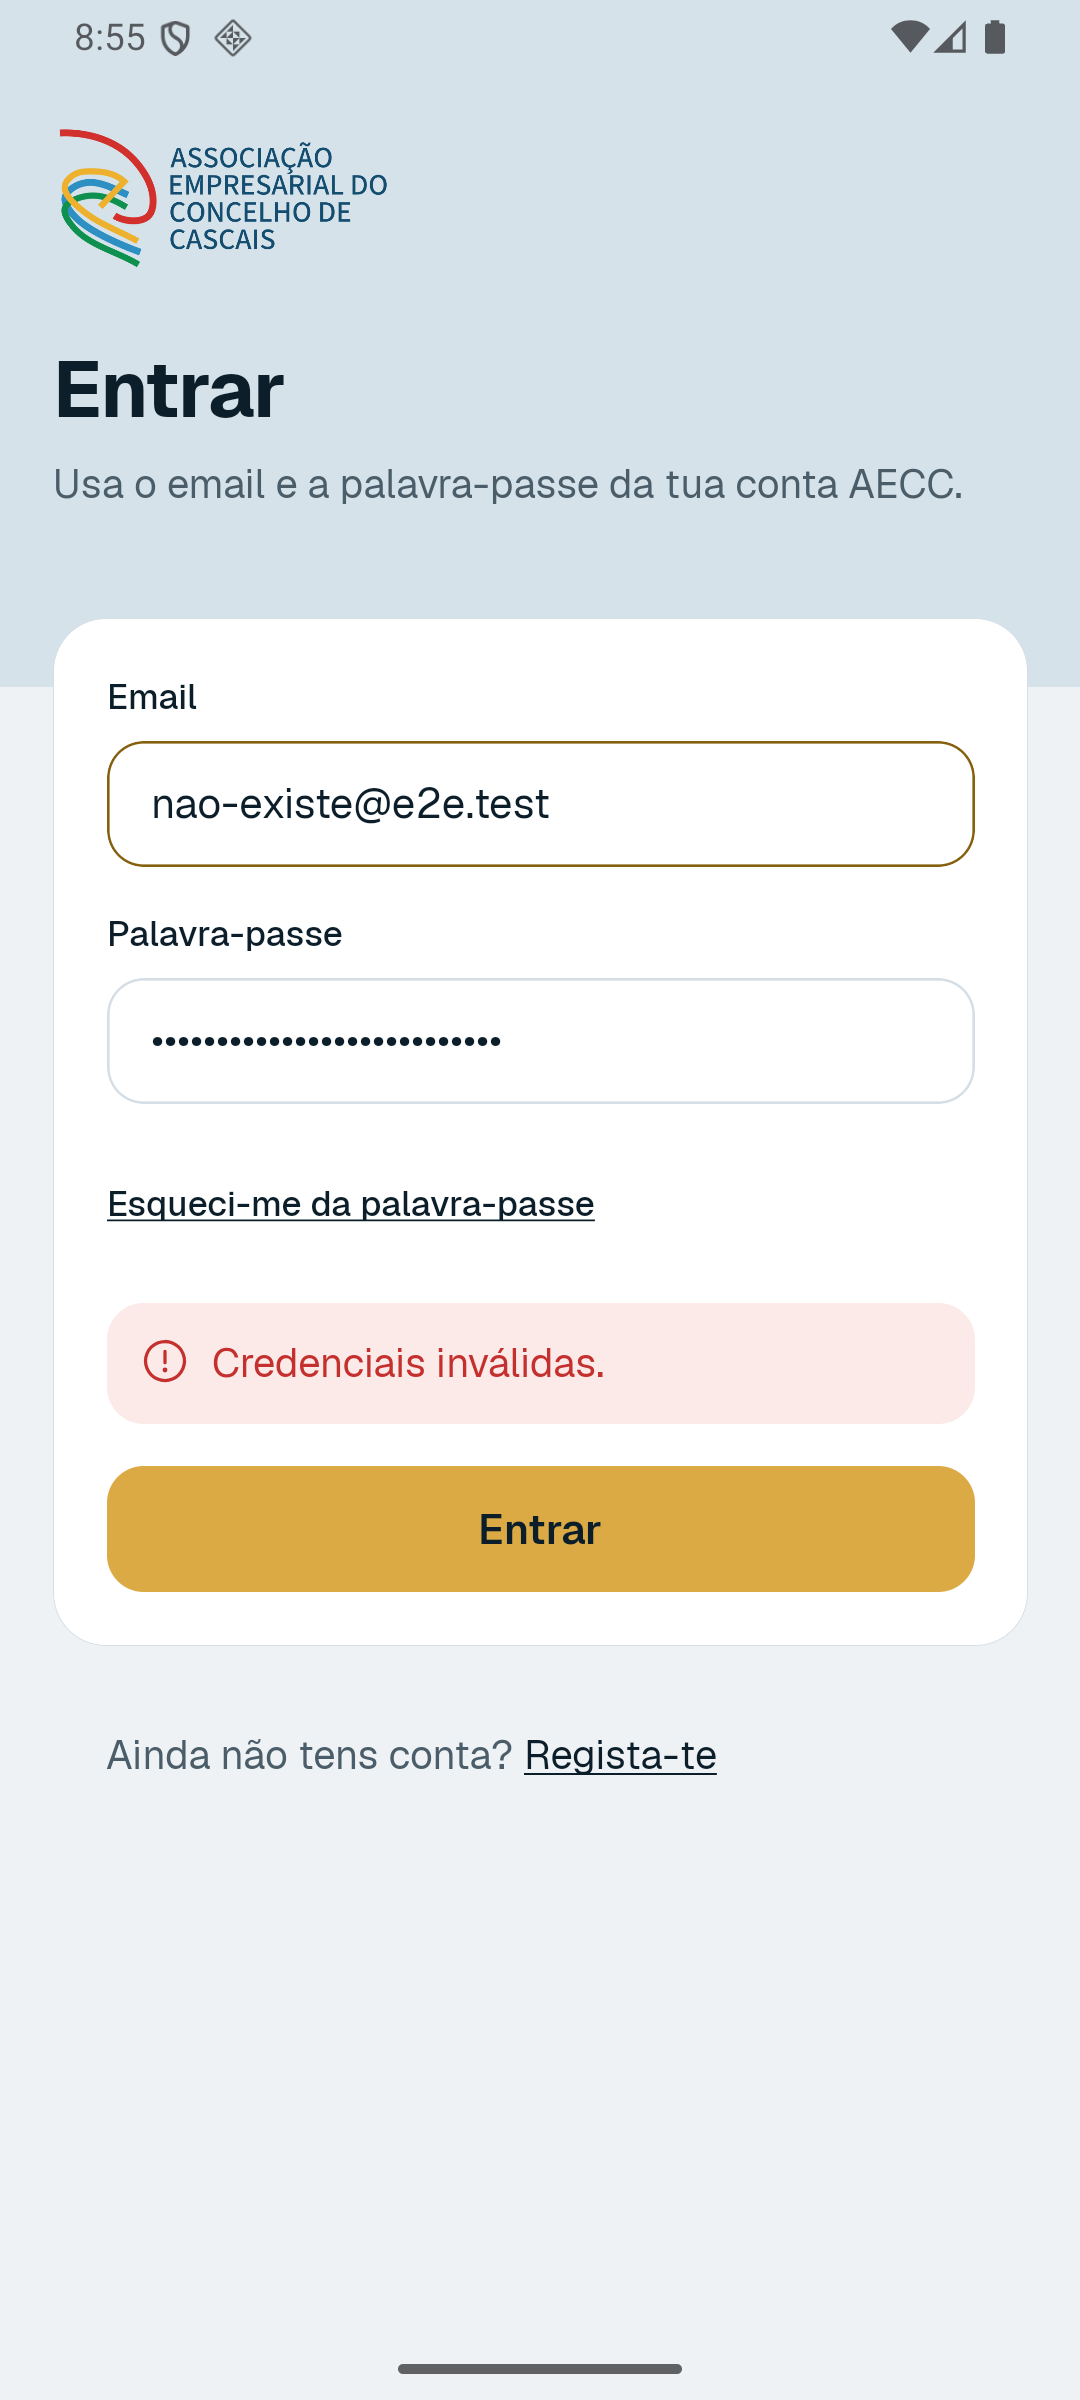 8:55
ASSOCIAÇÃO
EMPRESARIAL DO
CONCELHO DE
CASCAIS
Entrar
Usa o email e a palavra-passe da tua conta AECC.
Email
nao-existe@e2e.test
Palavra-passe
•••••••••••••••••••••••••••
Esqueci-me da palavra-passe
Credenciais inválidas.
Entrar
Ainda não tens conta? Regista-te